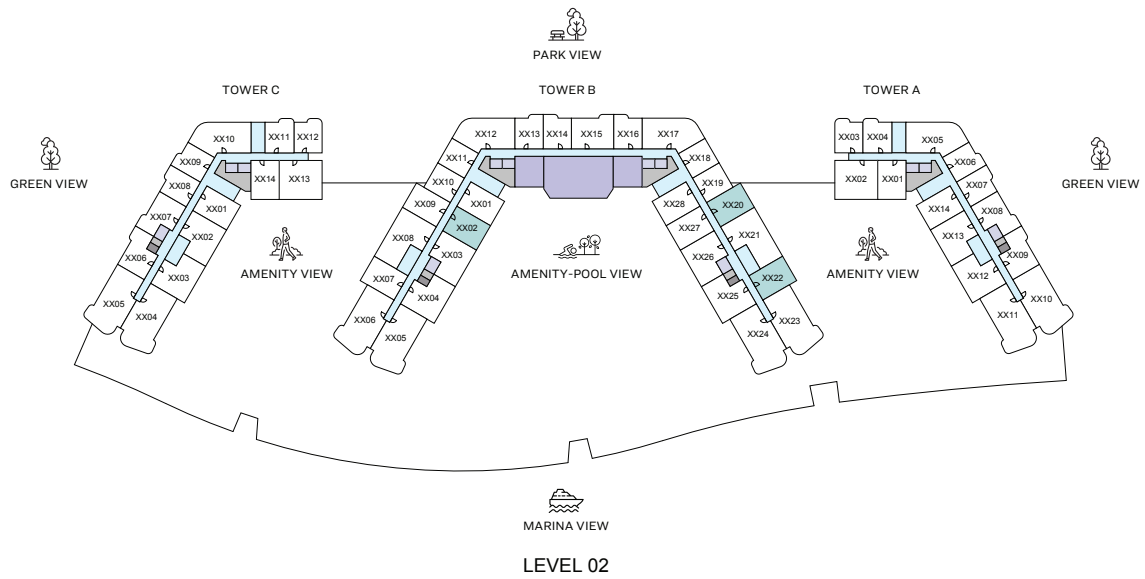 PARK VIEW
TOWER C
TOWER B
TOWER A
XX10
XX11
XX12
XX09
XX08
XX07
XX06
XX05
XX04
XX03
XX02
XX01
XX14
XX13
XX12
XX13
XX14
XX15
XX16
XX17
XX11
XX10
XX09
XX08
XX07
XX06
XX05
XX04
XX03
XX02
XX01
XX18
XX19
XX20
XX21
XX22
XX23
XX24
XX25
XX26
XX27
XX28
XX03
XX04
XX05
XX02
XX01
XX06
XX07
XX08
XX09
XX10
XX11
XX12
XX13
XX14
GREEN VIEW
AMENITY VIEW
AMENITY-POOL VIEW
AMENITY VIEW
GREEN VIEW
MARINA VIEW
LEVEL 02